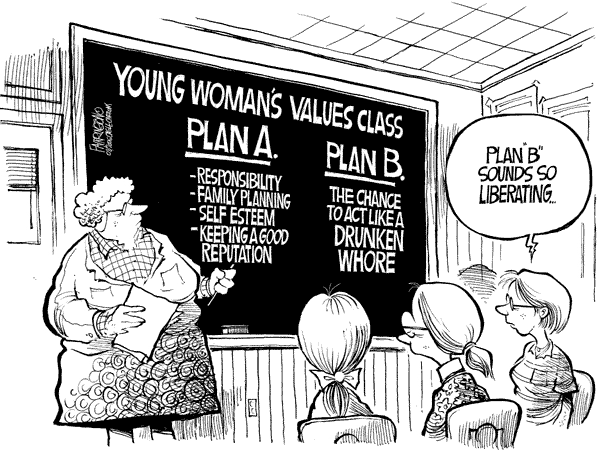 YOUNG WOMAN'S VALUES CLASS
PLAN A.
-RESPONSIBILITY
-FAMILY PLANNING
- SELF ESTEEM
- KEEPING A GOOD
REPUTATION
PLAN B.
THE CHANCE
TO ACT LIKE A
DRUNKEN
WHORE
PLAN "B"
SOUNDS SO
LIBERATING...